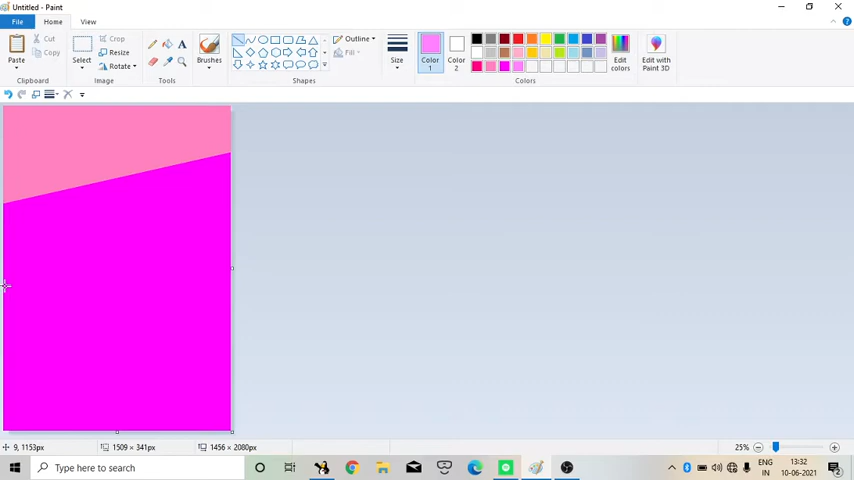 Untitled - Paint
File Home View
Paste
Cut
Copy
Clipboard
Select
Crop
Resize
Rotate
Image
A
Tools
Brushes
Outline
Fill
Shapes
Size
Color 1
Color 2
Edit colors
Colors
Edit with Paint 3D
9, 1153px
1509 × 341px
1456 × 2080px
25%
Type here to search
ENG
IN
13:32
10-06-2021
2